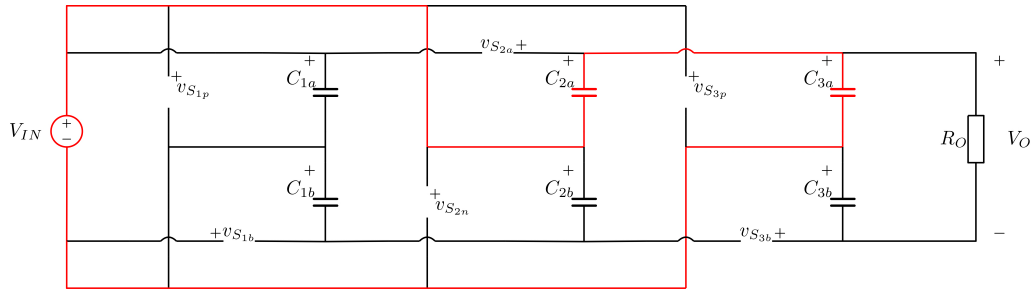 + v_{S_{2a}} +
+ + + +
+ C_{1a} C_{2a} + C_{3a}
v_{S_{1p}} v_{S_{3p}}
V_{IN} + − R_O V_O
+ + +
C_{1b} + C_{2b} C_{3b}
v_{S_{2n}}
+ v_{S_{1b}} v_{S_{3b}} + −